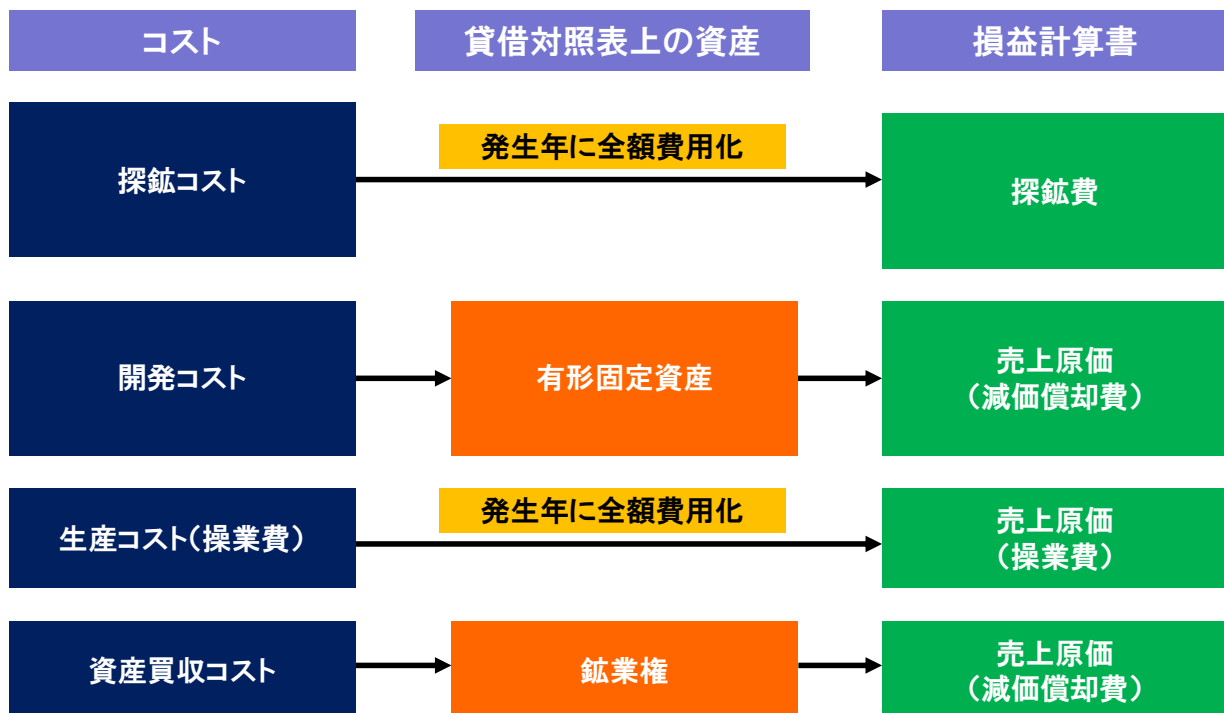 コスト
貸借対照表上の資産
損益計算書
探鉱コスト
発生年に全額費用化
探鉱費
開発コスト
有形固定資産
売上原価
（減価償却費）
生産コスト（操業費）
発生年に全額費用化
売上原価
（操業費）
資産買収コスト
鉱業権
売上原価
（減価償却費）